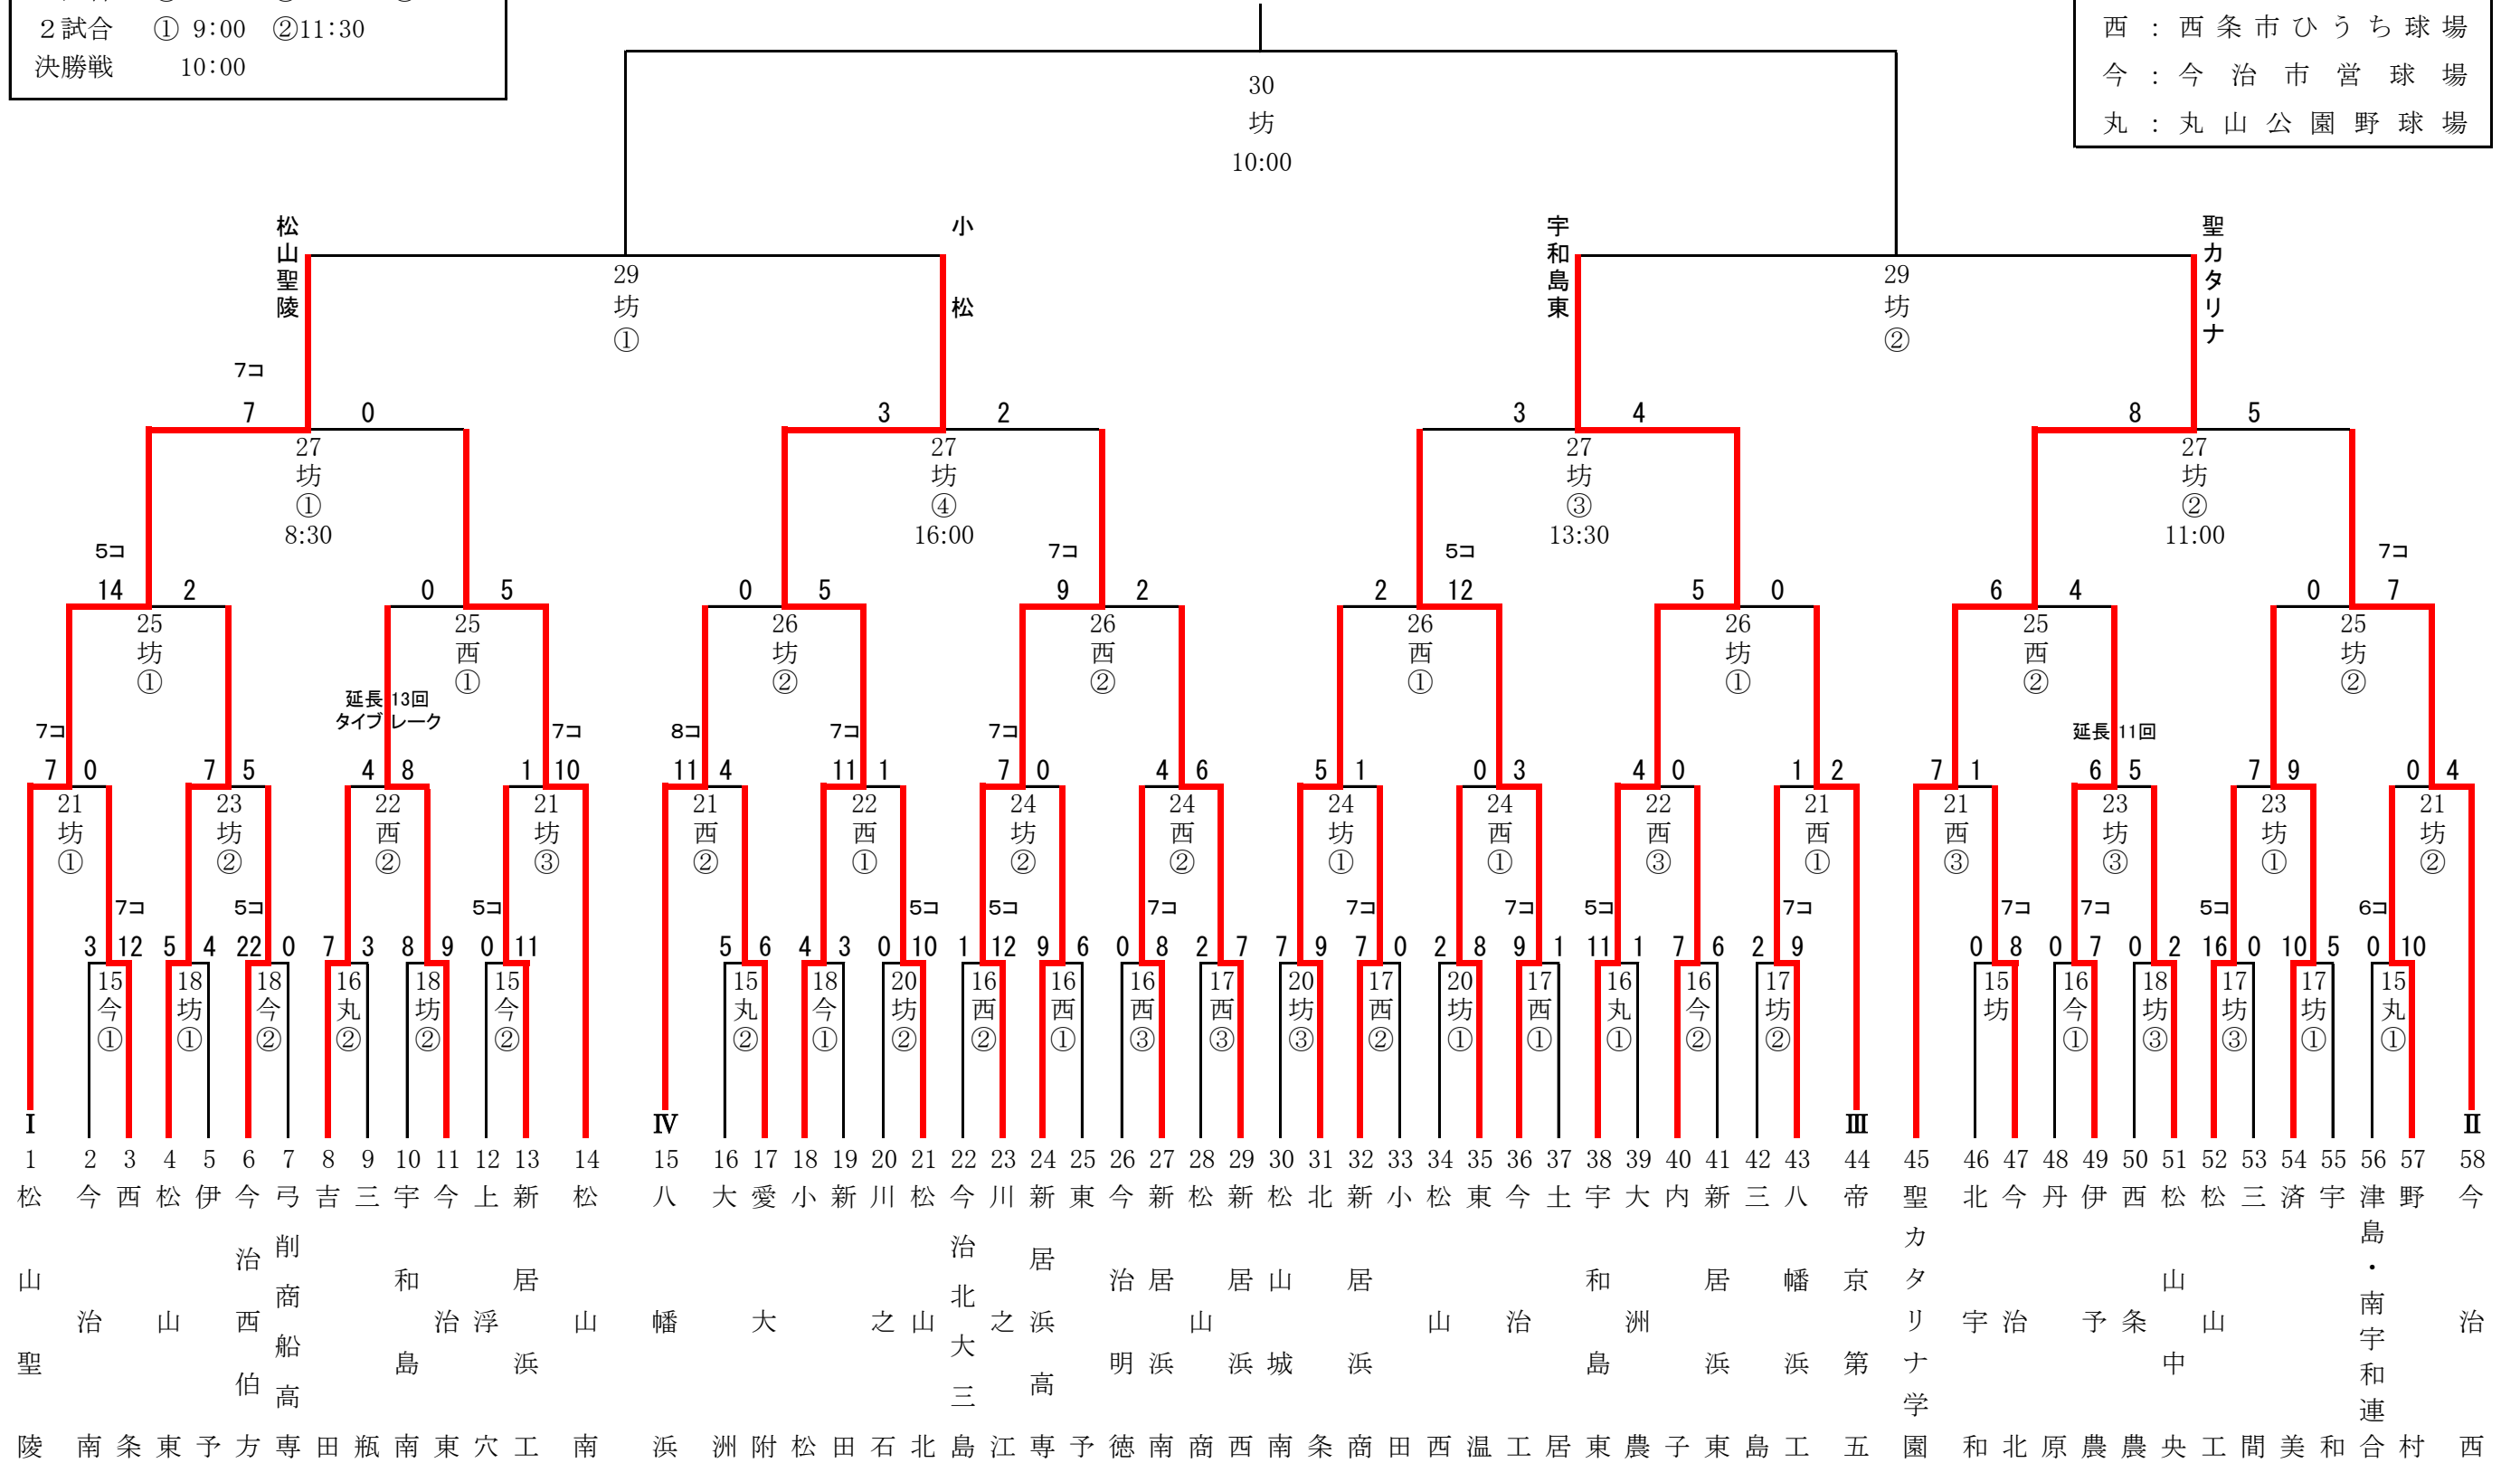 ２試合 ① 9:00 ②11:30
決勝戦 10:00
西 : 西条市ひうち球場
今 : 今治市営球場
丸 : 丸山公園野球場
30
坊
10:00
松山聖陵
小松
宇和島東
聖カタリナ
29
坊
①
29
坊
②
7コ
7 0
3 2
3 4
8 5
27
坊
①
8:30
27
坊
④
16:00
27
坊
③
13:30
27
坊
②
11:00
5コ
7コ
5コ
7コ
14 2
0 5
0 5
9 2
2 12
5 0
6 4
0 7
25
坊
①
25
西
①
26
坊
②
26
西
②
26
西
①
26
坊
①
25
西
②
25
坊
②
延長 13回
タイブレーク
延長 11回
7コ 7コ 8コ 7コ 7コ
7 0
7 5
4 8
1 10
11 4
11 1
7 0
4 6
5 1
0 3
4 0
1 2
7 1
6 5
7 9
0 4
21
坊
①
23
坊
②
22
西
②
21
坊
③
21
西
②
22
西
①
24
坊
②
24
西
②
24
坊
①
24
西
①
22
西
③
21
西
①
21
西
③
23
坊
③
23
坊
①
21
坊
②
7コ 5コ 5コ 5コ 5コ 7コ 7コ 7コ 5コ 7コ 7コ 7コ 5コ 6コ
3 12
5 4
22 0
7 3
8 9
0 11
5 6
4 3
0 10
1 12
9 6
0 8
2 7
7 9
7 0
2 8
9 1
11 1
7 6
2 9
0 8
0 7
0 2
16 0
10 5
0 10
15
今
①
18
坊
①
18
今
②
16
丸
②
18
坊
②
15
今
②
15
丸
②
18
今
①
20
坊
②
16
西
②
16
西
①
16
西
③
17
西
③
20
坊
③
17
西
②
20
坊
①
17
西
①
16
丸
①
16
今
②
17
坊
②
15
坊
16
今
①
18
坊
③
17
坊
③
17
坊
①
15
丸
①
Ⅰ
Ⅳ
Ⅲ
Ⅱ
1 松山聖陵
2 今治南
3 西条
4 松山東
5 伊予
6 今治西伯方
7 弓削商船高専
8 吉田
9 三瓶
10 宇和島南
11 今治東
12 上浮穴
13 新居浜工
14 松山南
15 八幡浜
16 大洲
17 愛大附
18 小松
19 新田
20 川之石
21 松山北
22 今治北大三島
23 川之江
24 新居浜高専
25 東予
26 今治明徳
27 新居浜南
28 松山商
29 新居浜西
30 松山城南
31 北条
32 新居浜商
33 小田
34 松山西
35 東温
36 今治工
37 土居
38 宇和島東
39 大洲農
40 内子
41 新居浜東
42 三島
43 八幡浜工
44 帝京第五
45 聖カタリナ学園
46 北宇和
47 今治北
48 丹原
49 伊予農
50 西条農
51 松山中央
52 松山工
53 三間
54 済美
55 宇和
56 津島・南宇和連合
57 野村
58 今治西